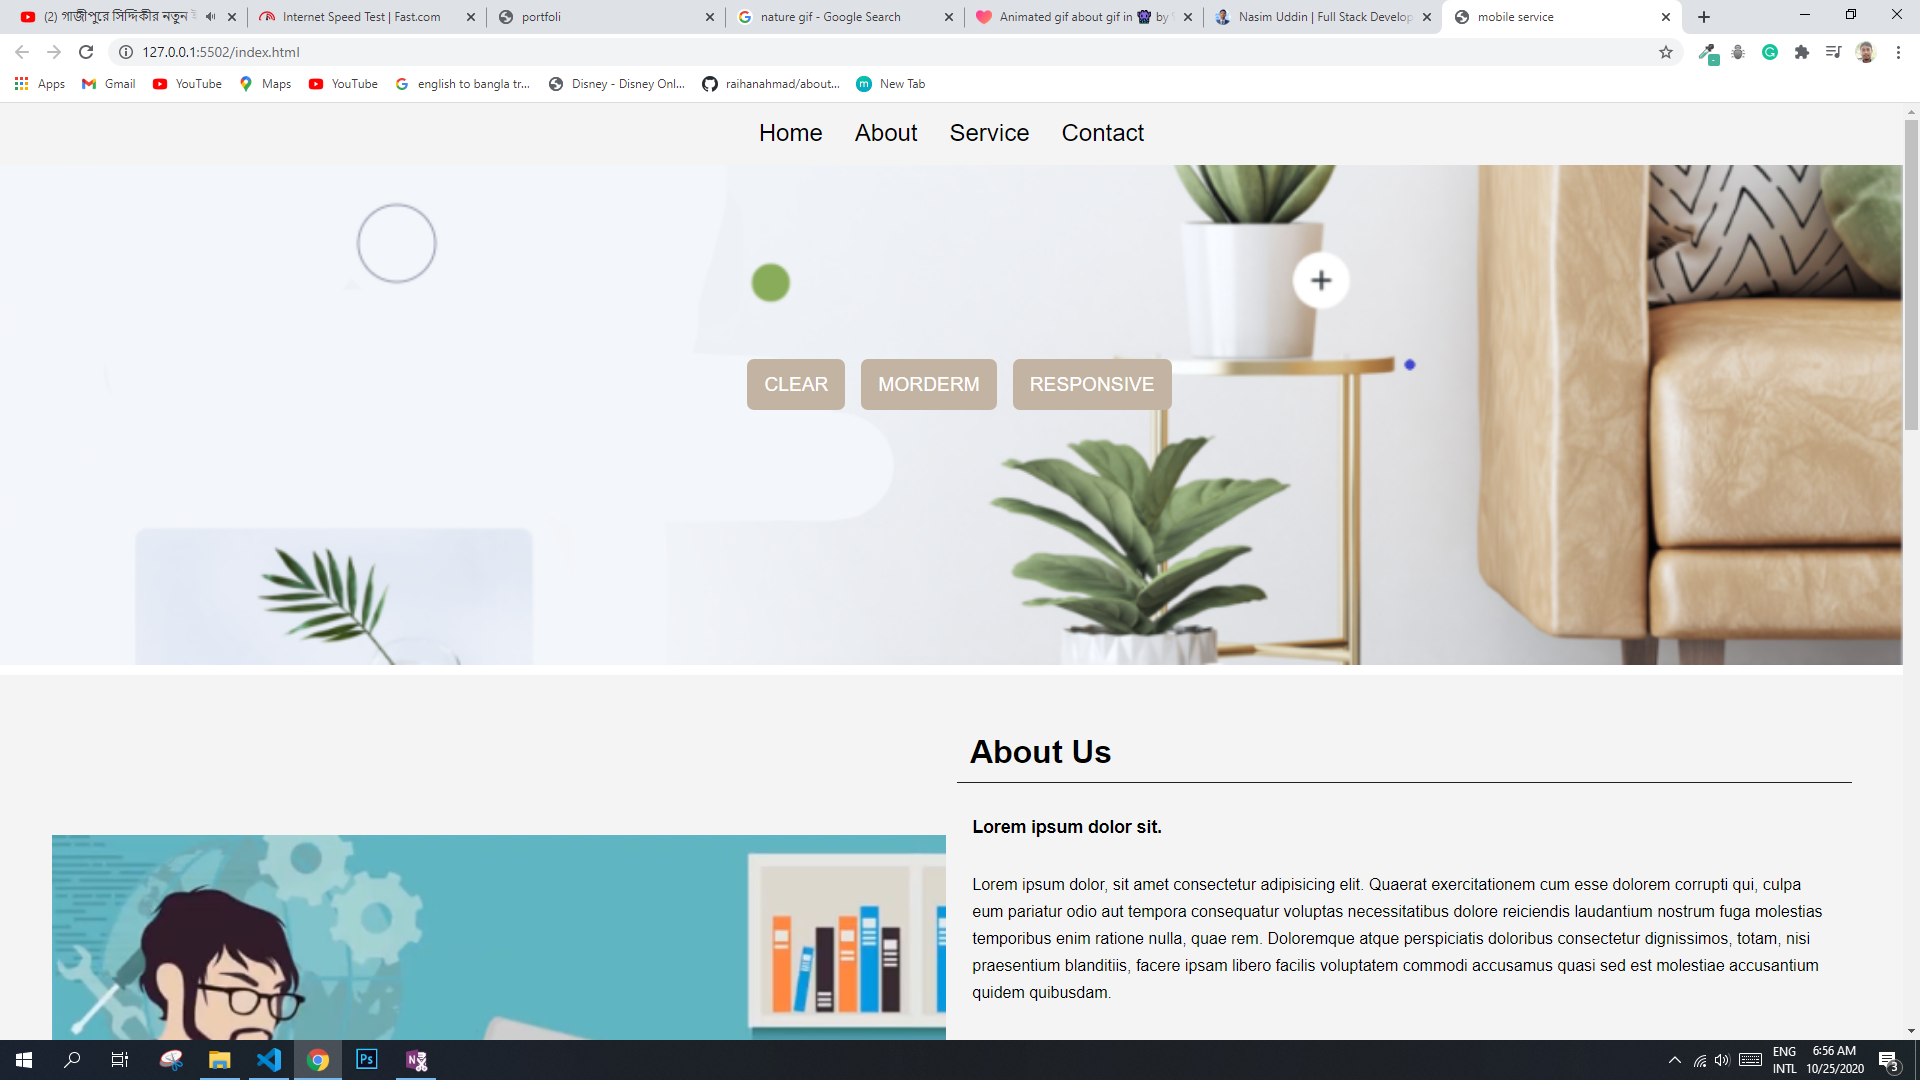 (2) গাজীপুরে সিদ্দিকীর নতুন
Internet Speed Test | Fast.com
portfoli
nature gif - Google Search
Animated gif about gif in 👾 by
Nasim Uddin | Full Stack Develop
mobile service
127.0.0.1:5502/index.html
Apps
Gmail
YouTube
Maps
YouTube
english to bangla tr...
Disney - Disney Onl...
raihanahmad/about...
New Tab
Home About Service Contact
CLEAR MORDERM RESPONSIVE
About Us
Lorem ipsum dolor sit.
Lorem ipsum dolor, sit amet consectetur adipisicing elit. Quaerat exercitationem cum esse dolorem corrupti qui, culpa
eum pariatur odio aut tempora consequatur voluptas necessitatibus dolore reiciendis laudantium nostrum fuga molestias
temporibus enim ratione nulla, quae rem. Doloremque atque perspiciatis doloribus consectetur dignissimos, totam, nisi
praesentium blanditiis, facere ipsam libero facilis voluptatem commodi accusamus quasi sed est molestiae accusantium
quidem quibusdam.
Ps
N
ENG
INTL
6:56 AM
10/25/2020
3